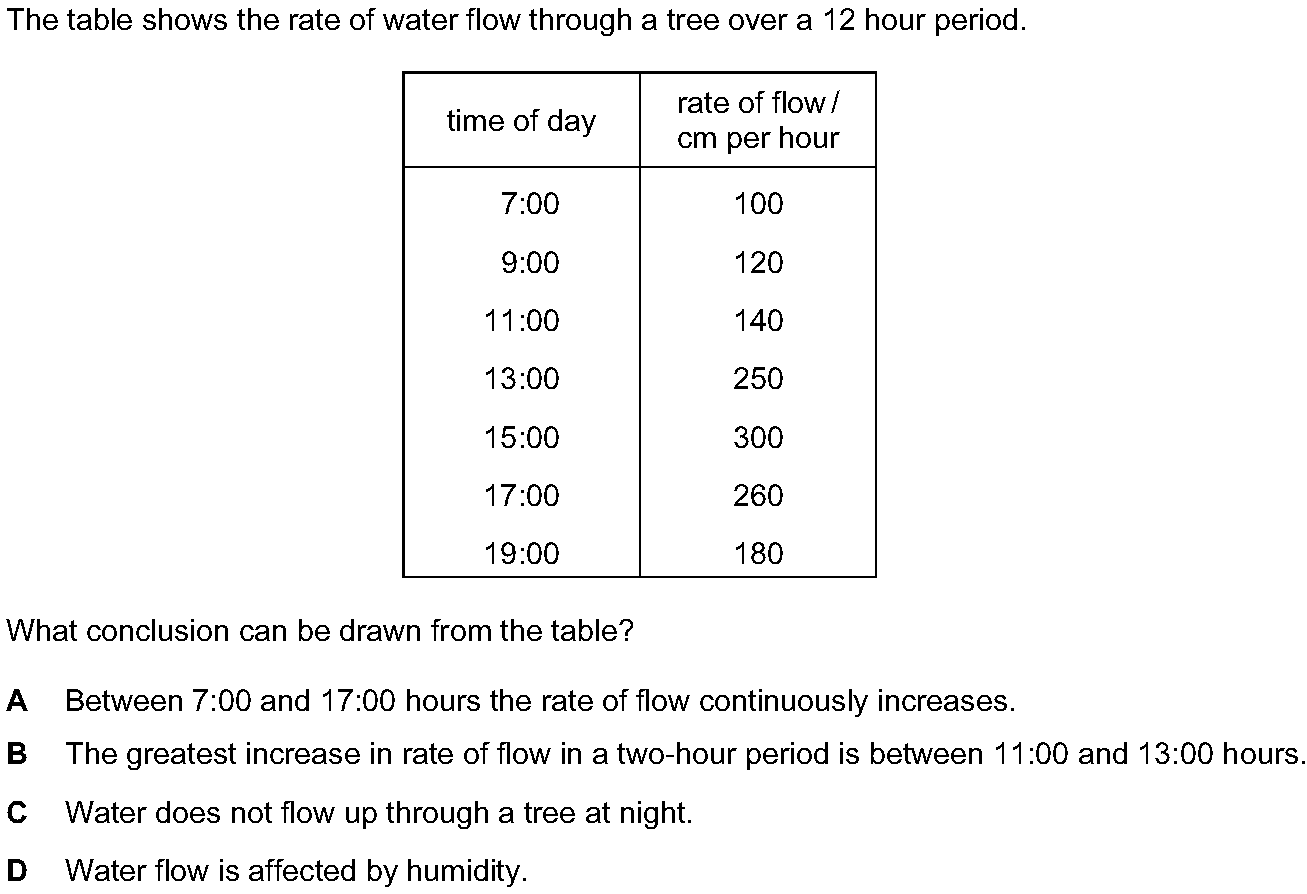 The table shows the rate of water flow through a tree over a 12 hour period.
time of day
rate of flow /
cm per hour
7:00 100
9:00 120
11:00 140
13:00 250
15:00 300
17:00 260
19:00 180
What conclusion can be drawn from the table?
A Between 7:00 and 17:00 hours the rate of flow continuously increases.
B The greatest increase in rate of flow in a two-hour period is between 11:00 and 13:00 hours.
C Water does not flow up through a tree at night.
D Water flow is affected by humidity.